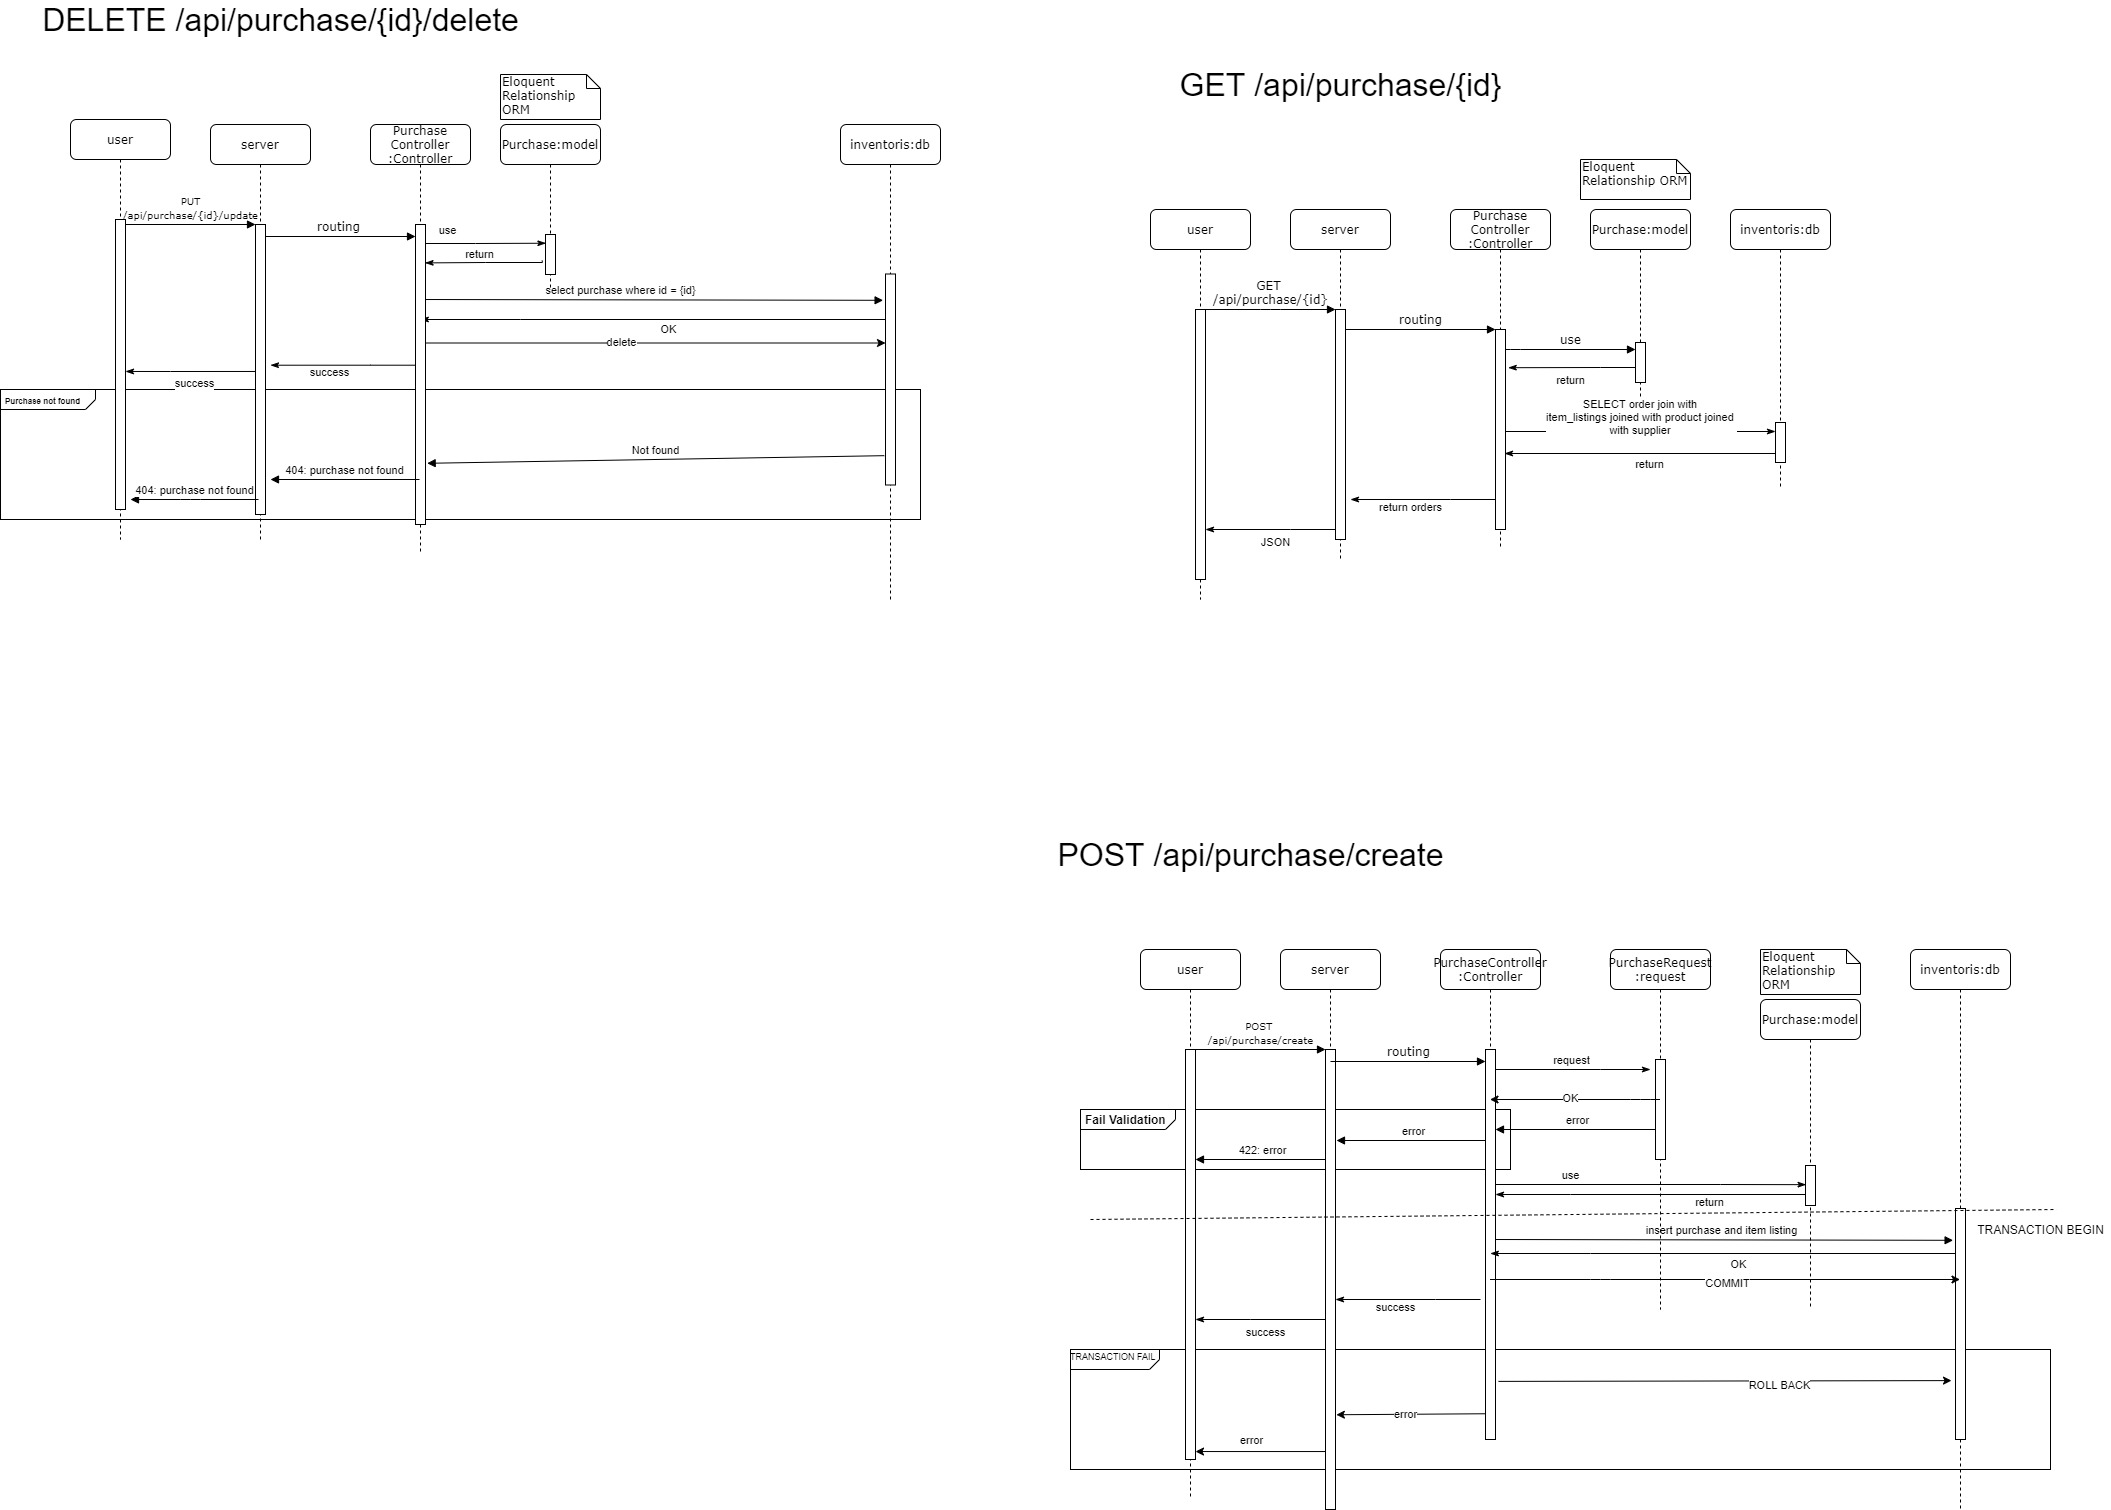 DELETE /api/purchase/{id}/delete
Eloquent
Relationship
ORM
user
server
Purchase
Controller
:Controller
Purchase:model
inventoris:db
PUT
/api/purchase/{id}/update
routing
use
return
select purchase where id = {id}
OK
delete
success
success
Purchase not found
Not found
404: purchase not found
404: purchase not found
GET /api/purchase/{id}
Eloquent
Relationship ORM
user
server
Purchase
Controller
:Controller
Purchase:model
inventoris:db
GET
/api/purchase/{id}
routing
use
return
SELECT order join with
item_listings joined with product joined
with supplier
return
return orders
JSON
POST /api/purchase/create
user
server
PurchaseController
:Controller
PurchaseRequest
:request
Eloquent
Relationship
ORM
Purchase:model
inventoris:db
POST
/api/purchase/create
routing
request
OK
Fail Validation
error
error
422: error
use
return
TRANSACTION BEGIN
insert purchase and item listing
OK
COMMIT
success
success
TRANSACTION FAIL
ROLL BACK
error
error